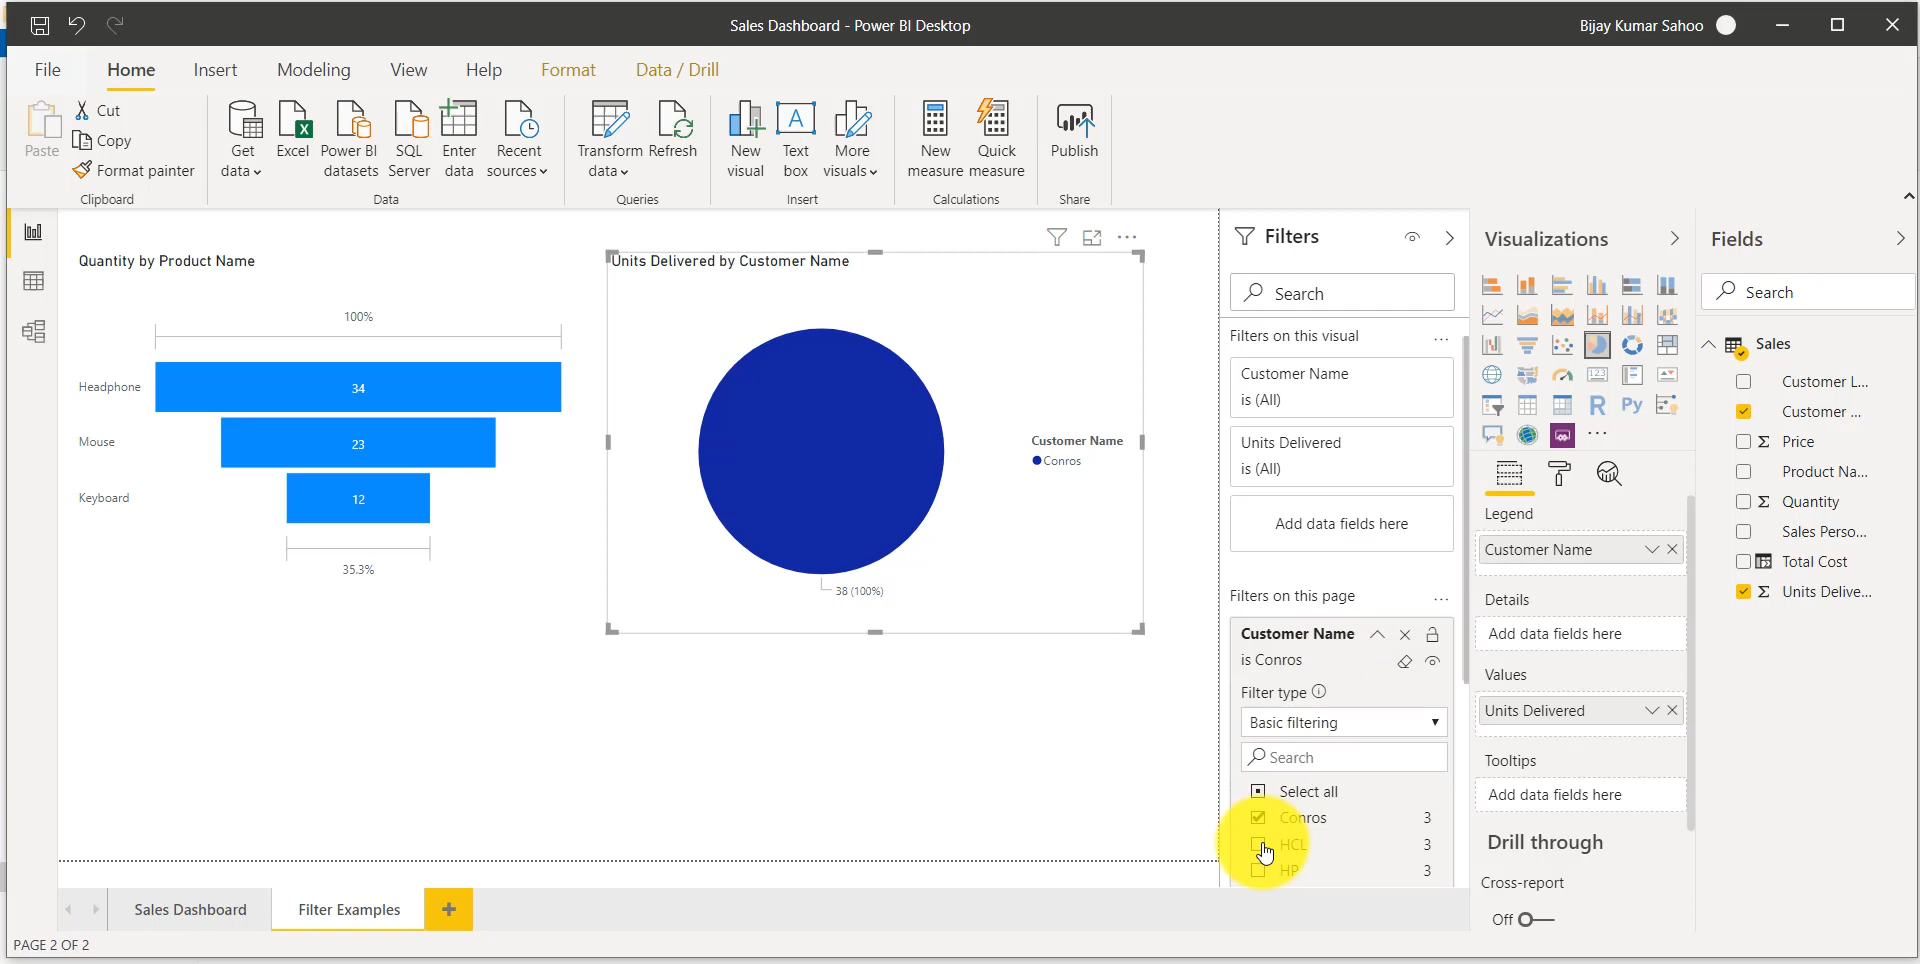 Sales Dashboard - Power BI Desktop
Bijay Kumar Sahoo
File Home Insert Modeling View Help Format Data / Drill
Paste
Cut
Copy
Format painter
Clipboard
Get data
Excel
Power BI datasets
SQL Server
Enter data
Recent sources
Data
Transform data
Refresh
Queries
New visual
Text box
More visuals
Insert
New measure
Quick measure
Calculations
Publish
Share
Quantity by Product Name
100%
Headphone 34
Mouse 23
Keyboard 12
35.3%
Units Delivered by Customer Name
Customer Name
Conros
38 (100%)
Filters
Search
Filters on this visual ...
Customer Name
is (All)
Units Delivered
is (All)
Add data fields here
Filters on this page ...
Customer Name
is Conros
Filter type
Basic filtering
Search
Select all
Conros 3
HCL 3
HP 3
Visualizations
R Py
123
...
Legend
Customer Name
Details
Add data fields here
Values
Units Delivered
Tooltips
Add data fields here
Drill through
Cross-report
Off
Fields
Search
Sales
Customer L...
Customer ...
Σ Price
Product Na...
Σ Quantity
Sales Perso...
Total Cost
Σ Units Delive...
Sales Dashboard
Filter Examples
+
PAGE 2 OF 2